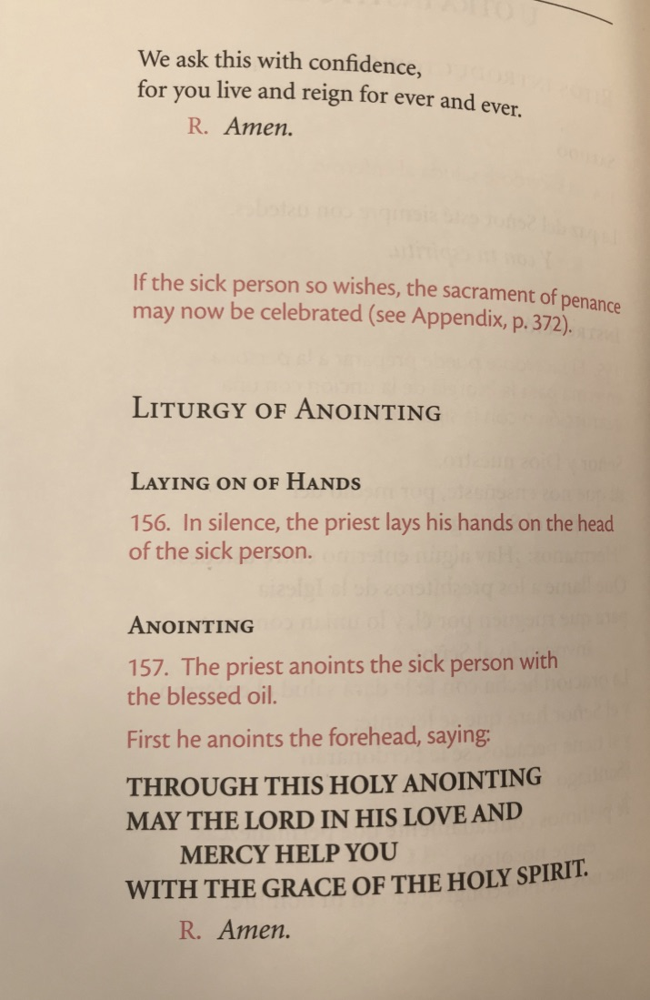 We ask this with confidence,
for you live and reign for ever and ever.
R. Amen.
If the sick person so wishes, the sacrament of penance
may now be celebrated (see Appendix, p. 372).
LITURGY OF ANOINTING
LAYING ON OF HANDS
156. In silence, the priest lays his hands on the head
of the sick person.
ANOINTING
157. The priest anoints the sick person with
the blessed oil.
First he anoints the forehead, saying:
THROUGH THIS HOLY ANOINTING
MAY THE LORD IN HIS LOVE AND
MERCY HELP YOU
WITH THE GRACE OF THE HOLY SPIRIT.
R. Amen.